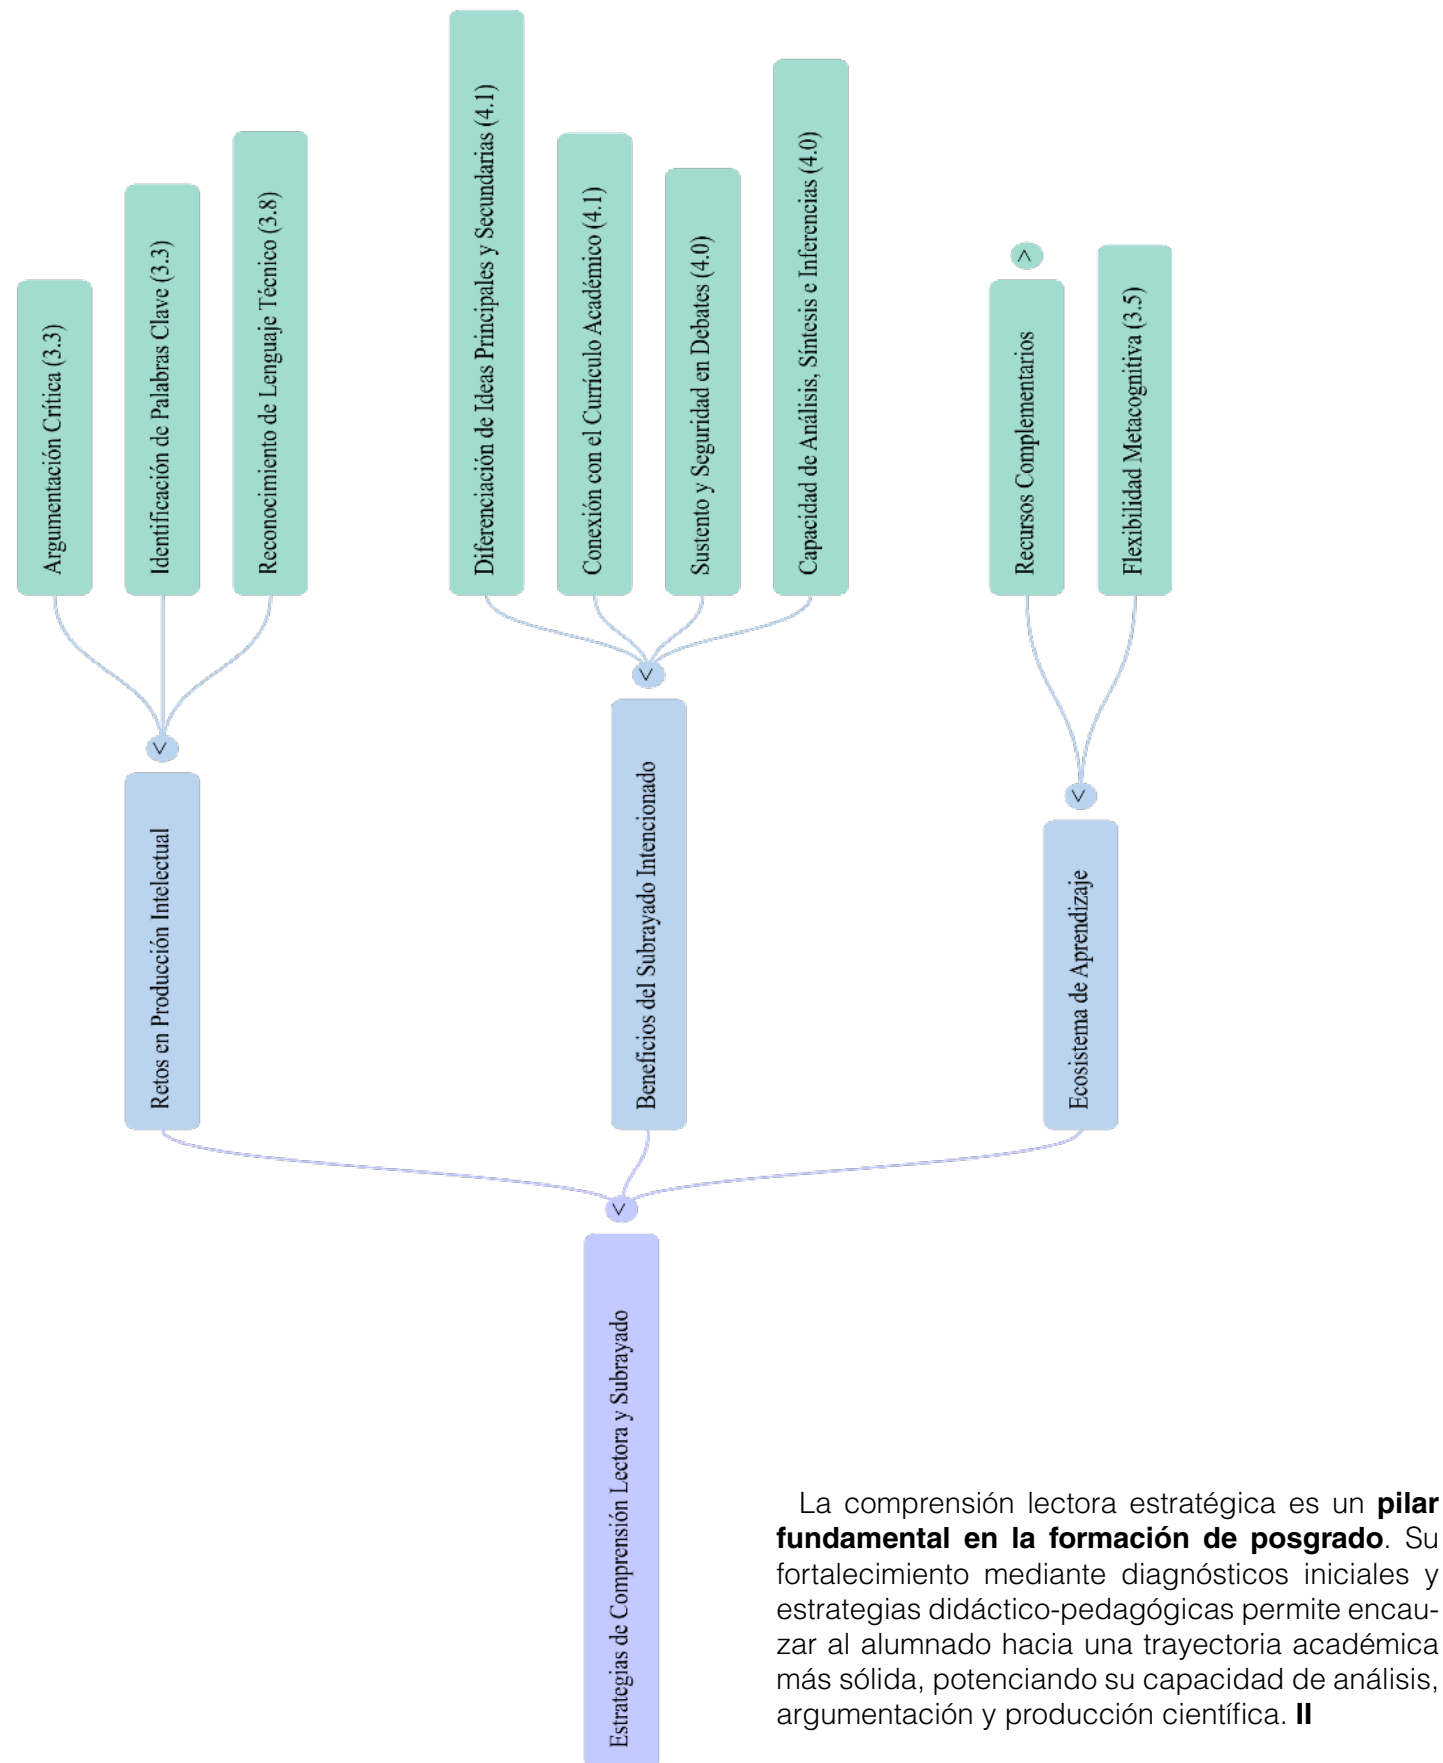 Argumentación Crítica (3.3)
Identificación de Palabras Clave (3.3)
Reconocimiento de Lenguaje Técnico (3.8)
Diferenciación de Ideas Principales y Secundarias (4.1)
Conexión con el Currículo Académico (4.1)
Sustento y Seguridad en Debates (4.0)
Capacidad de Análisis, Síntesis e Inferencias (4.0)
Recursos Complementarios
Flexibilidad Metacognitiva (3.5)
Retos en Producción Intelectual
Beneficios del Subrayado Intencionado
Ecosistema de Aprendizaje
Estrategias de Comprensión Lectora y Subrayado
La comprensión lectora estratégica es un pilar
fundamental en la formación de posgrado. Su
fortalecimiento mediante diagnósticos iniciales y
estrategias didáctico-pedagógicas permite encau-
zar al alumnado hacia una trayectoria académica
más sólida, potenciando su capacidad de análisis,
argumentación y producción científica. II